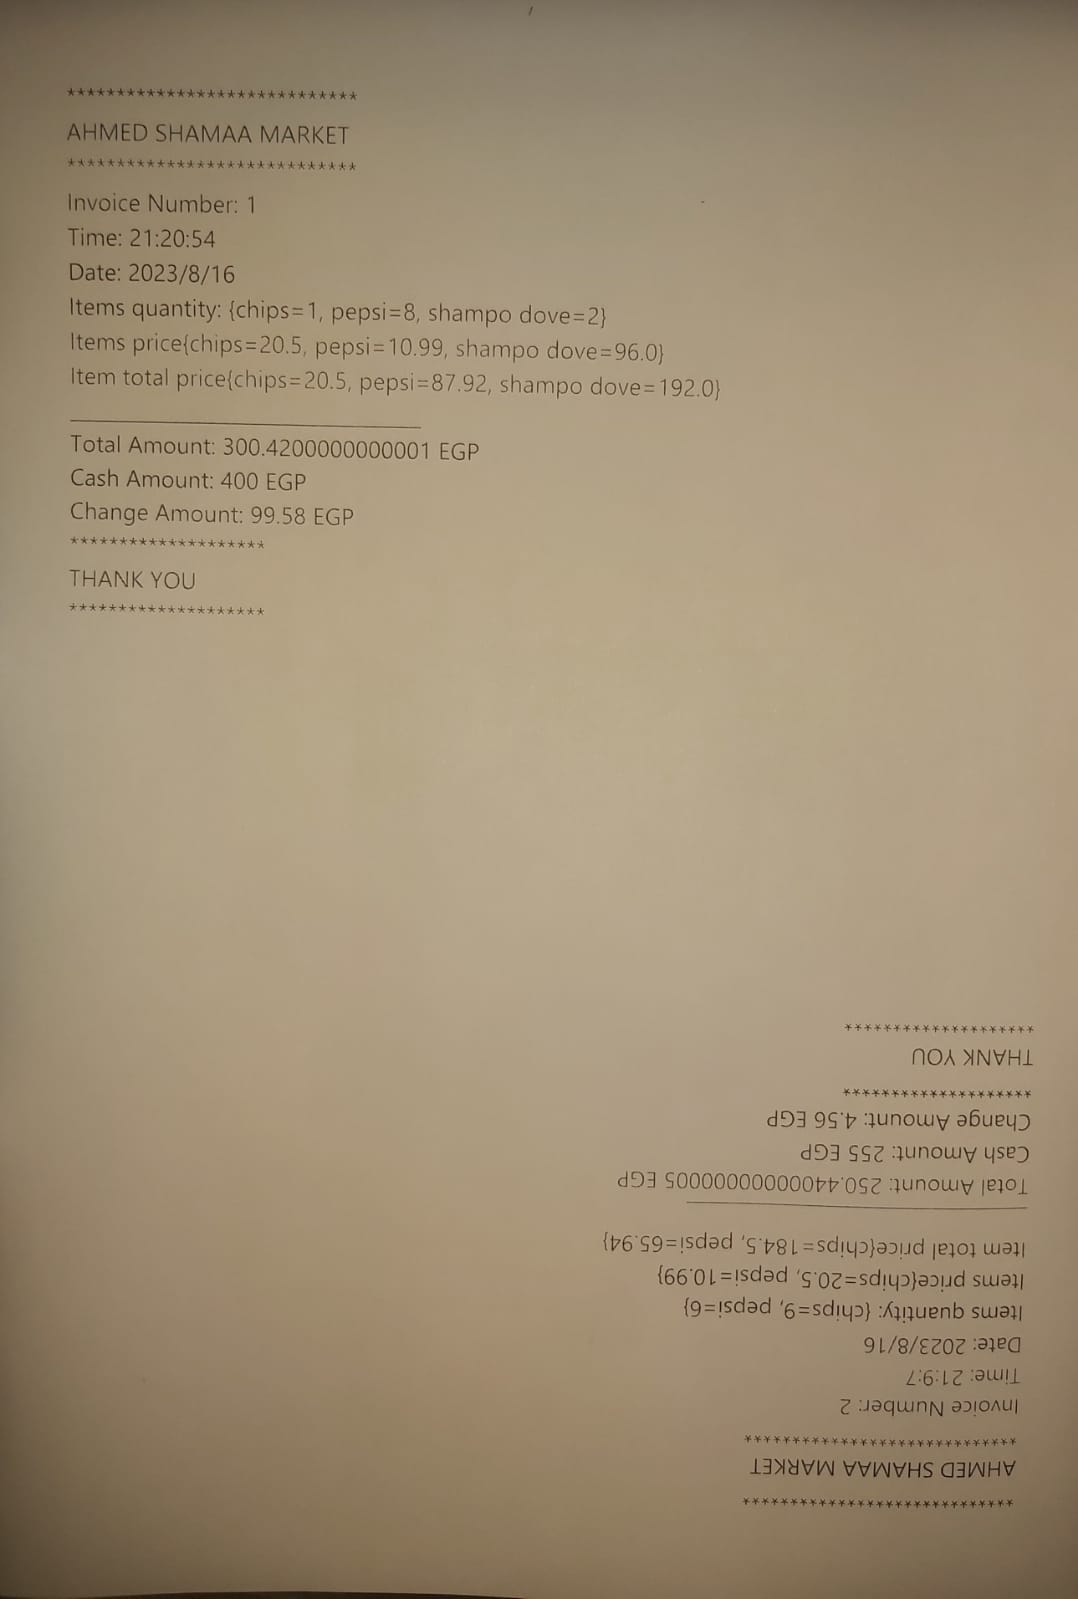 *****************************
AHMED SHAMAA MARKET
*****************************
Invoice Number: 1
Time: 21:20:54
Date: 2023/8/16
Items quantity: {chips=1, pepsi=8, shampo dove=2}
Items price{chips=20.5, pepsi=10.99, shampo dove=96.0}
Item total price{chips=20.5, pepsi=87.92, shampo dove=192.0}
Total Amount: 300.4200000000001 EGP
Cash Amount: 400 EGP
Change Amount: 99.58 EGP
********************
THANK YOU
********************
*****************************
AHMED SHAMAA MARKET
*****************************
Invoice Number: 2
Time: 21:9:7
Date: 2023/8/16
Items quantity: {chips=9, pepsi=6}
Items price{chips=20.5, pepsi=10.99}
Item total price{chips=184.5, pepsi=65.94}
Total Amount: 250.44000000000005 EGP
Cash Amount: 255 EGP
Change Amount: 4.56 EGP
********************
THANK YOU
********************